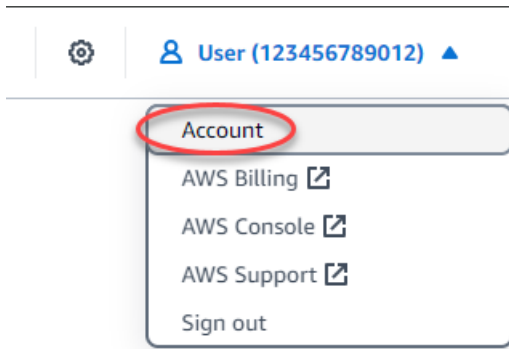 User (123456789012)
Account
AWS Billing
AWS Console
AWS Support
Sign out